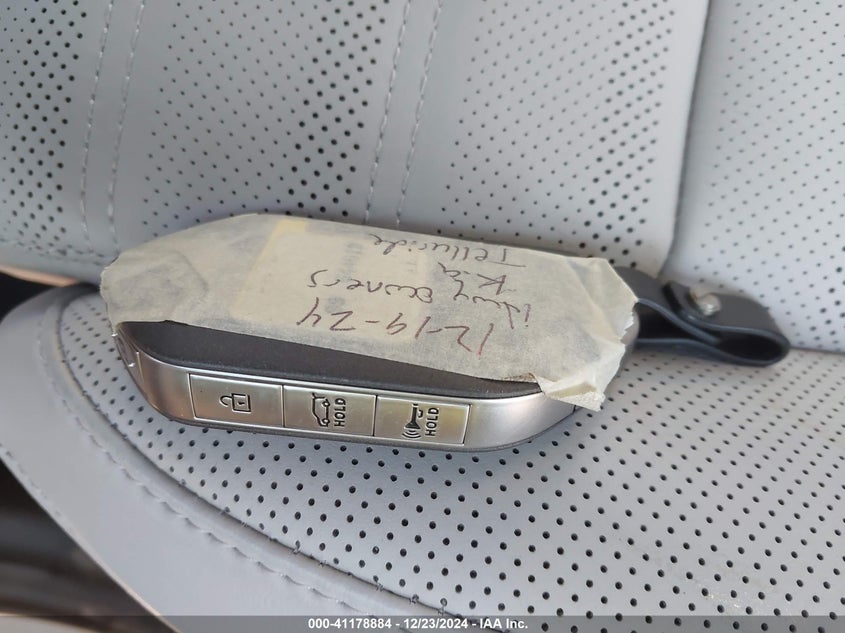 12-19-24
owners
Kia
Telluride
HOLD
HOLD
000-41178884 - 12/23/2024 - IAA Inc.